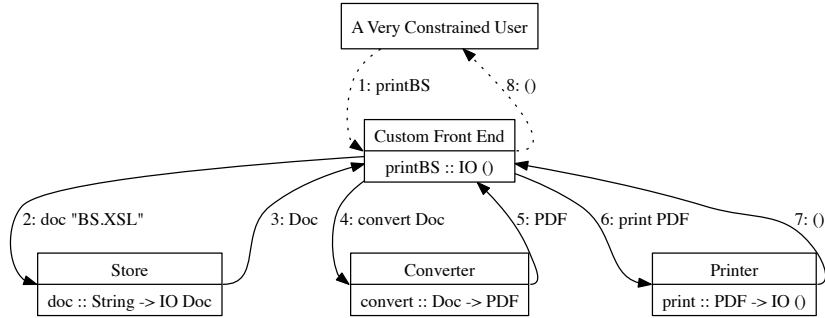 A Very Constrained User
1: printBS
8: ()
Custom Front End
printBS :: IO ()
2: doc "BS.XSL"
3: Doc
4: convert Doc
5: PDF
6: print PDF
7: ()
Store
doc :: String -> IO Doc
Converter
convert :: Doc -> PDF
Printer
print :: PDF -> IO ()